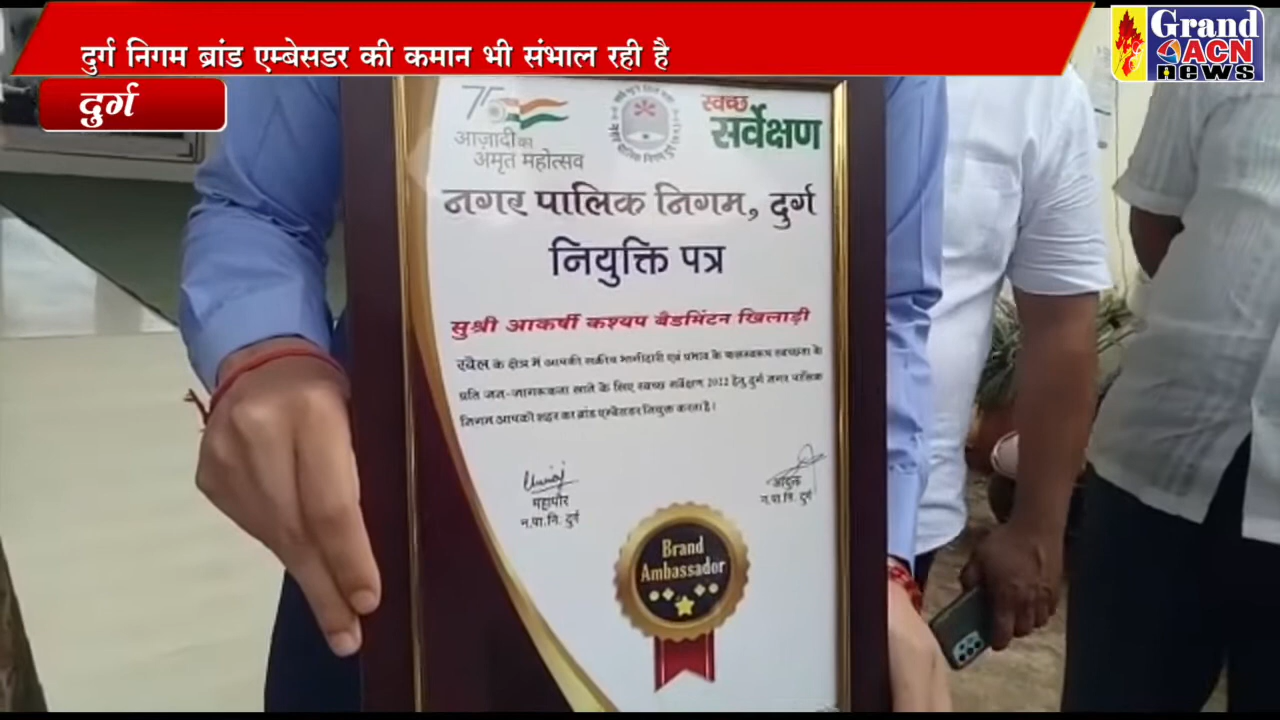 दुर्ग निगम ब्रांड एम्बेसडर की कमान भी संभाल रही है
Grand
ACN
news
दुर्ग
75
आज़ादी का
अमृत महोत्सव
स्वच्छ
सर्वेक्षण
नगर पालिक निगम, दुर्ग
नियुक्ति पत्र
सुश्री आकर्षी कश्यप बैडमिंटन खिलाड़ी
खेल के क्षेत्र में आपकी सक्रिय भागीदारी एवं प्रभाव के फलस्वरूप स्वच्छता के
प्रति जन-जागरूकता लाने के लिए स्वच्छ सर्वेक्षण 2022 हेतु दुर्ग नगर पालिक
निगम आपको शहर का ब्रांड एम्बेसडर नियुक्त करता है।
महापौर
न.पा.नि. दुर्ग
आयुक्त
न.पा.नि. दुर्ग
Brand
Ambassador